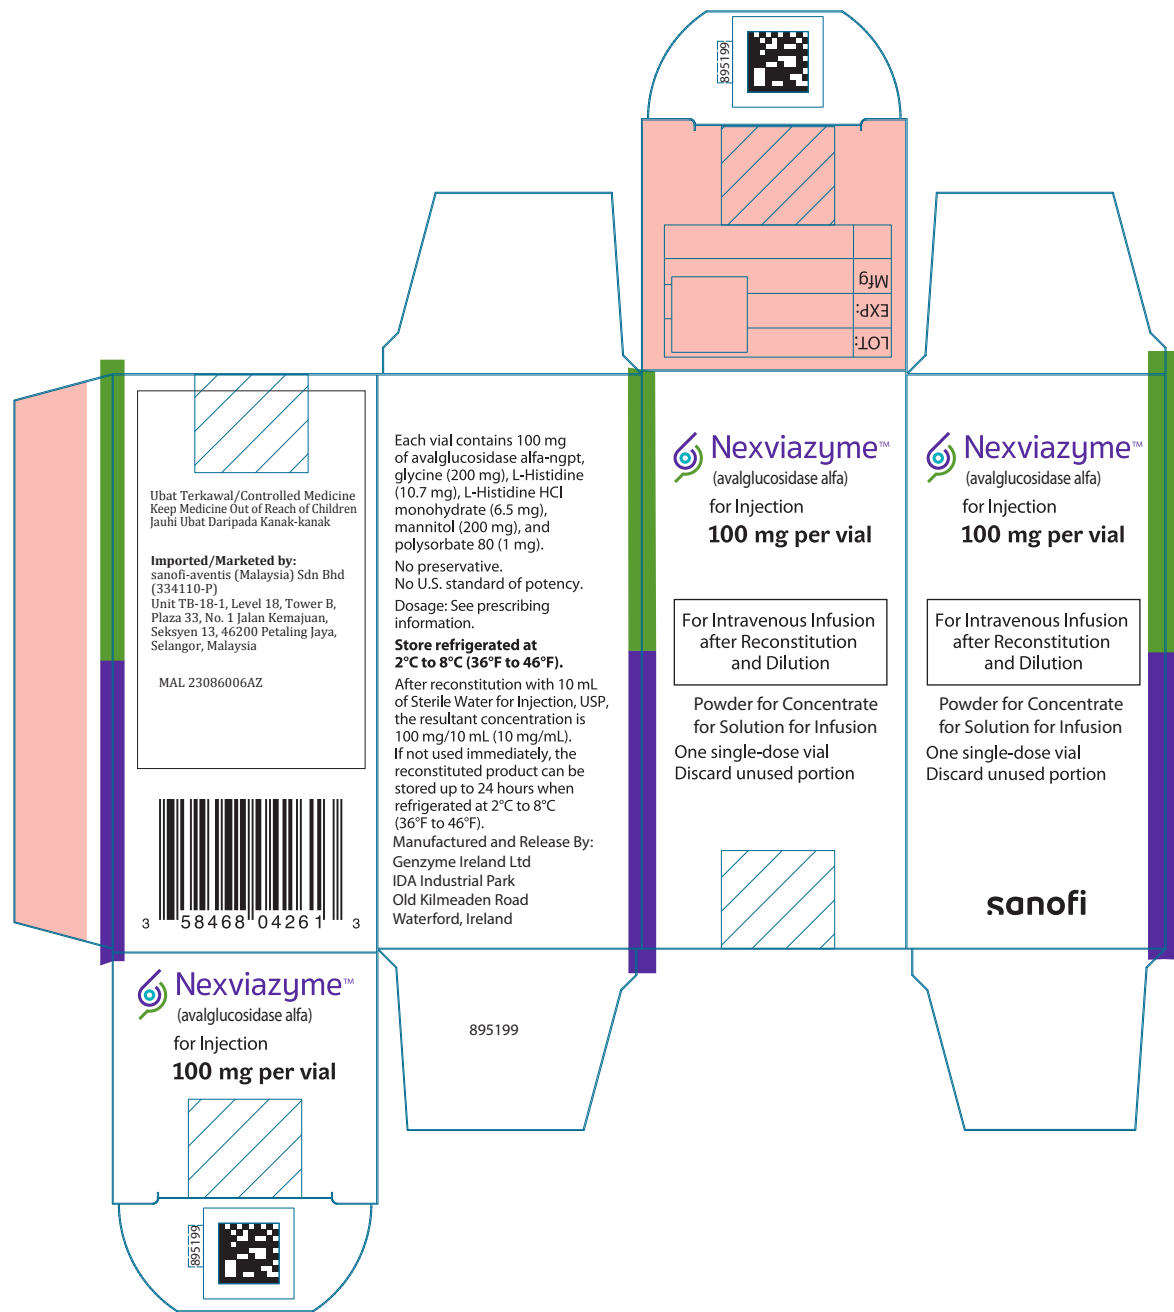 895199
LOT:
EXP:
Mfg
Ubat Terkawal/Controlled Medicine
Keep Medicine Out of Reach of Children
Jauhi Ubat Daripada Kanak-kanak
Imported/Marketed by:
sanofi-aventis (Malaysia) Sdn Bhd
(334110-P)
Unit TB-18-1, Level 18, Tower B,
Plaza 33, No. 1 Jalan Kemajuan,
Seksyen 13, 46200 Petaling Jaya,
Selangor, Malaysia
MAL 23086006AZ
3 58468 04261 3
Each vial contains 100 mg
of avalglucosidase alfa-ngpt,
glycine (200 mg), L-Histidine
(10.7 mg), L-Histidine HCl
monohydrate (6.5 mg),
mannitol (200 mg), and
polysorbate 80 (1 mg).
No preservative.
No U.S. standard of potency.
Dosage: See prescribing
information.
Store refrigerated at
2°C to 8°C (36°F to 46°F).
After reconstitution with 10 mL
of Sterile Water for Injection, USP,
the resultant concentration is
100 mg/10 mL (10 mg/mL).
If not used immediately, the
reconstituted product can be
stored up to 24 hours when
refrigerated at 2°C to 8°C
(36°F to 46°F).
Manufactured and Release By:
Genzyme Ireland Ltd
IDA Industrial Park
Old Kilmeaden Road
Waterford, Ireland
Nexviazyme™
(avalglucosidase alfa)
for Injection
100 mg per vial
For Intravenous Infusion
after Reconstitution
and Dilution
Powder for Concentrate
for Solution for Infusion
One single-dose vial
Discard unused portion
Nexviazyme™
(avalglucosidase alfa)
for Injection
100 mg per vial
For Intravenous Infusion
after Reconstitution
and Dilution
Powder for Concentrate
for Solution for Infusion
One single-dose vial
Discard unused portion
sanofi
Nexviazyme™
(avalglucosidase alfa)
for Injection
100 mg per vial
895199
895199